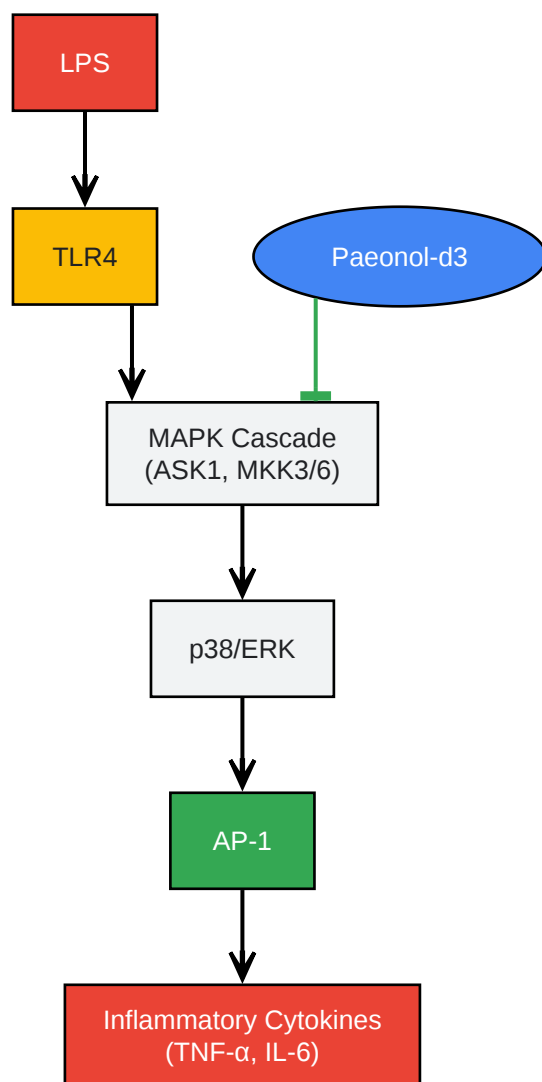 LPS
TLR4
Paeonol-d3
MAPK Cascade
(ASK1, MKK3/6)
p38/ERK
AP-1
Inflammatory Cytokines
(TNF-α, IL-6)